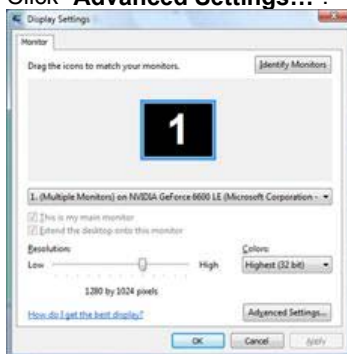 Click "Advanced Settings… ".
Display Settings
Monitor
Drag the icons to match your monitors.
Identify Monitors
1
1. (Multiple Monitors) on NVIDIA GeForce 6600 LE (Microsoft Corporation -
This is my main monitor
Extend the desktop onto this monitor
Resolution:
Colors:
Low
High
Highest (32 bit)
1280 by 1024 pixels
How do I get the best display?
Advanced Settings...
OK
Cancel
Apply